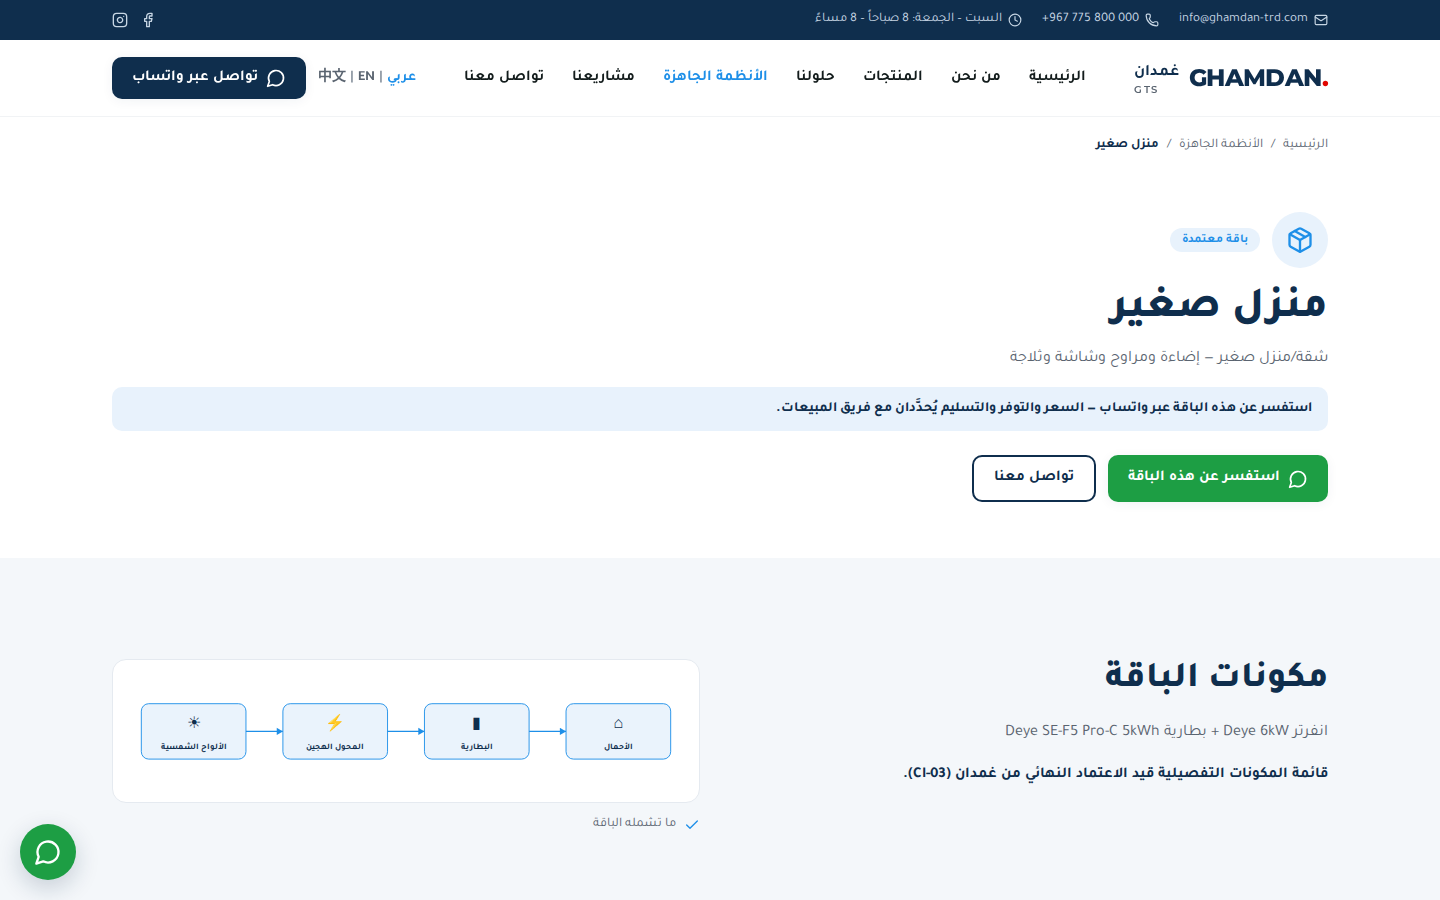 info@ghamdan-trd.com
+967 775 800 000
السبت - الجمعة: 8 صباحاً - 8 مساءً
GHAMDAN.
غمدان
GTS
الرئيسية
من نحن
المنتجات
حلولنا
الأنظمة الجاهزة
مشاريعنا
تواصل معنا
عربي | EN | 中文
تواصل عبر واتساب
الرئيسية / الأنظمة الجاهزة / منزل صغير
باقة معتمدة
منزل صغير
شقة/منزل صغير – إضاءة ومراوح وشاشة وثلاجة
استفسر عن هذه الباقة عبر واتساب – السعر والتوفر والتسليم يُحدَّدان مع فريق المبيعات.
استفسر عن هذه الباقة
تواصل معنا
مكونات الباقة
انفرتر Deye 6kW + بطارية Deye SE-F5 Pro-C 5kWh
قائمة المكونات التفصيلية قيد الاعتماد النهائي من غمدان (CI-03).
الألواح الشمسية
المحول الهجين
البطارية
الأحمال
ما تشمله الباقة